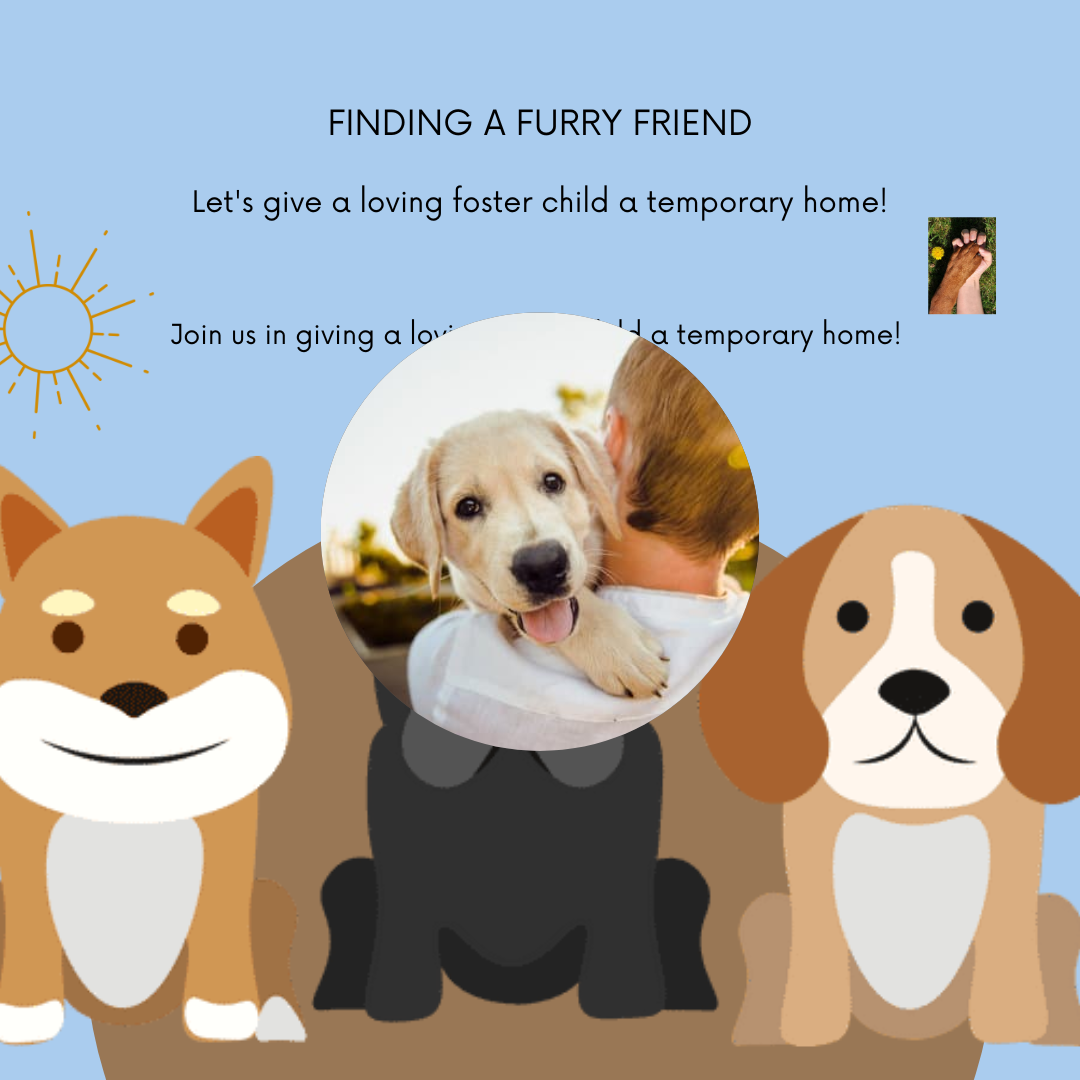 FINDING A FURRY FRIEND
Let's give a loving foster child a temporary home!
Join us in giving a a temporary home!